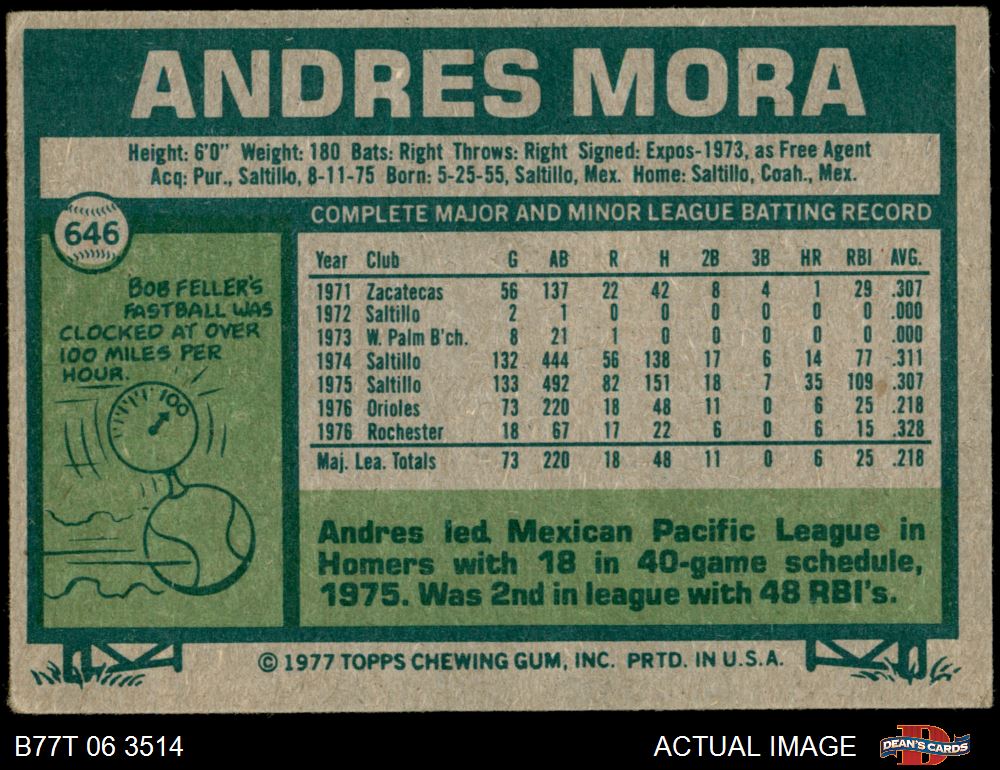 ANDRES MORA
Height: 6'0" Weight: 180 Bats: Right Throws: Right Signed: Expos-1973, as Free Agent
Acq: Pur., Saltillo, 8-11-75 Born: 5-25-55, Saltillo, Mex. Home: Saltillo, Coah., Mex.
646
BOB FELLER'S
FASTBALL WAS
CLOCKED AT OVER
100 MILES PER
HOUR.
100
COMPLETE MAJOR AND MINOR LEAGUE BATTING RECORD
Year Club G AB R H 2B 3B HR RBI AVG.
1971 Zacatecas 56 137 22 42 8 4 1 29 .307
1972 Saltillo 2 1 0 0 0 0 0 0 .000
1973 W. Palm B'ch. 8 21 1 0 0 0 0 0 .000
1974 Saltillo 132 444 56 138 17 6 14 77 .311
1975 Saltillo 133 492 82 151 18 7 35 109 .307
1976 Orioles 73 220 18 48 11 0 6 25 .218
1976 Rochester 18 67 17 22 6 0 6 15 .328
Maj. Lea. Totals 73 220 18 48 11 0 6 25 .218
Andres led Mexican Pacific League in
Homers with 18 in 40-game schedule,
1975. Was 2nd in league with 48 RBI's.
© 1977 TOPPS CHEWING GUM, INC. PRTD. IN U.S.A.
B77T 06 3514
ACTUAL IMAGE
D
DEAN'S CARDS